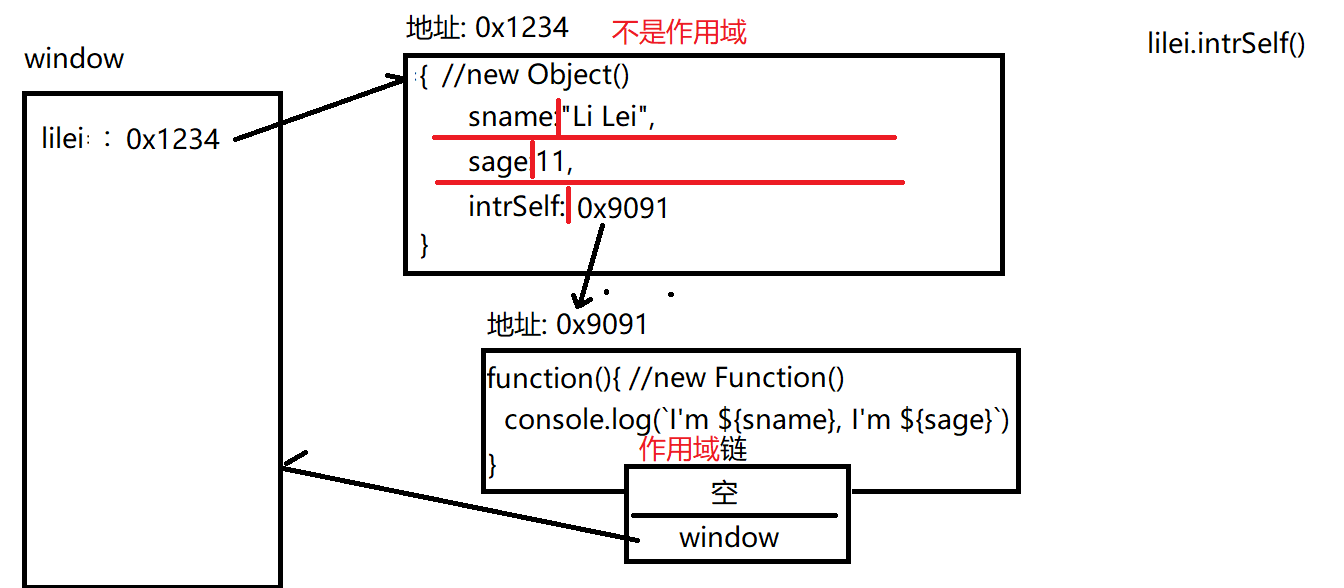 地址: 0x1234 不是作用域
lilei.intrSelf()
window
lilei : 0x1234
{ //new Object()
sname:"Li Lei",
sage 11,
intrSelf: 0x9091
}
地址: 0x9091
function(){ //new Function()
console.log(`I'm ${sname}, I'm ${sage}`)
作用域链
}
空
window